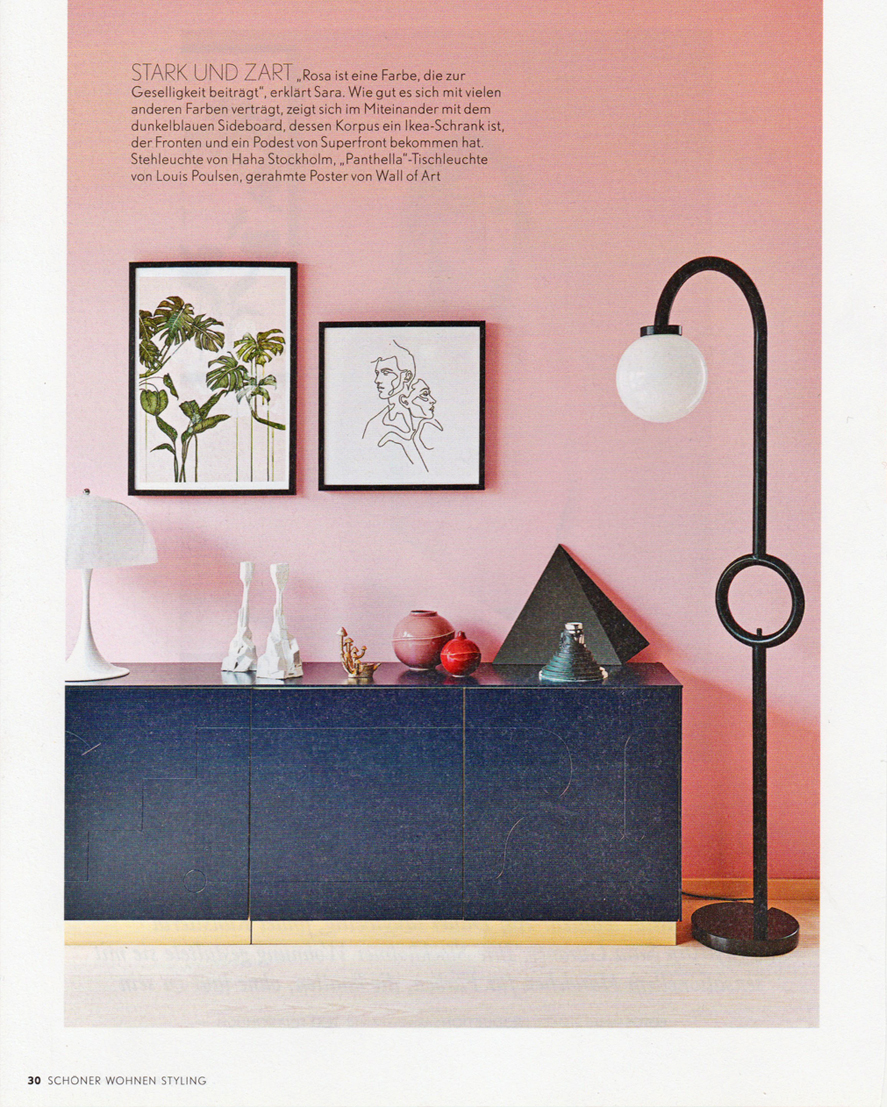 STARK UND ZART „Rosa ist eine Farbe, die zur
Geselligkeit beiträgt“, erklärt Sara. Wie gut es sich mit vielen
anderen Farben verträgt, zeigt sich im Miteinander mit dem
dunkelblauen Sideboard, dessen Korpus ein Ikea-Schrank ist,
der Fronten und ein Podest von Superfront bekommen hat.
Stehleuchte von Haha Stockholm, „Panthella“-Tischleuchte
von Louis Poulsen, gerahmte Poster von Wall of Art
30 SCHÖNER WOHNEN STYLING